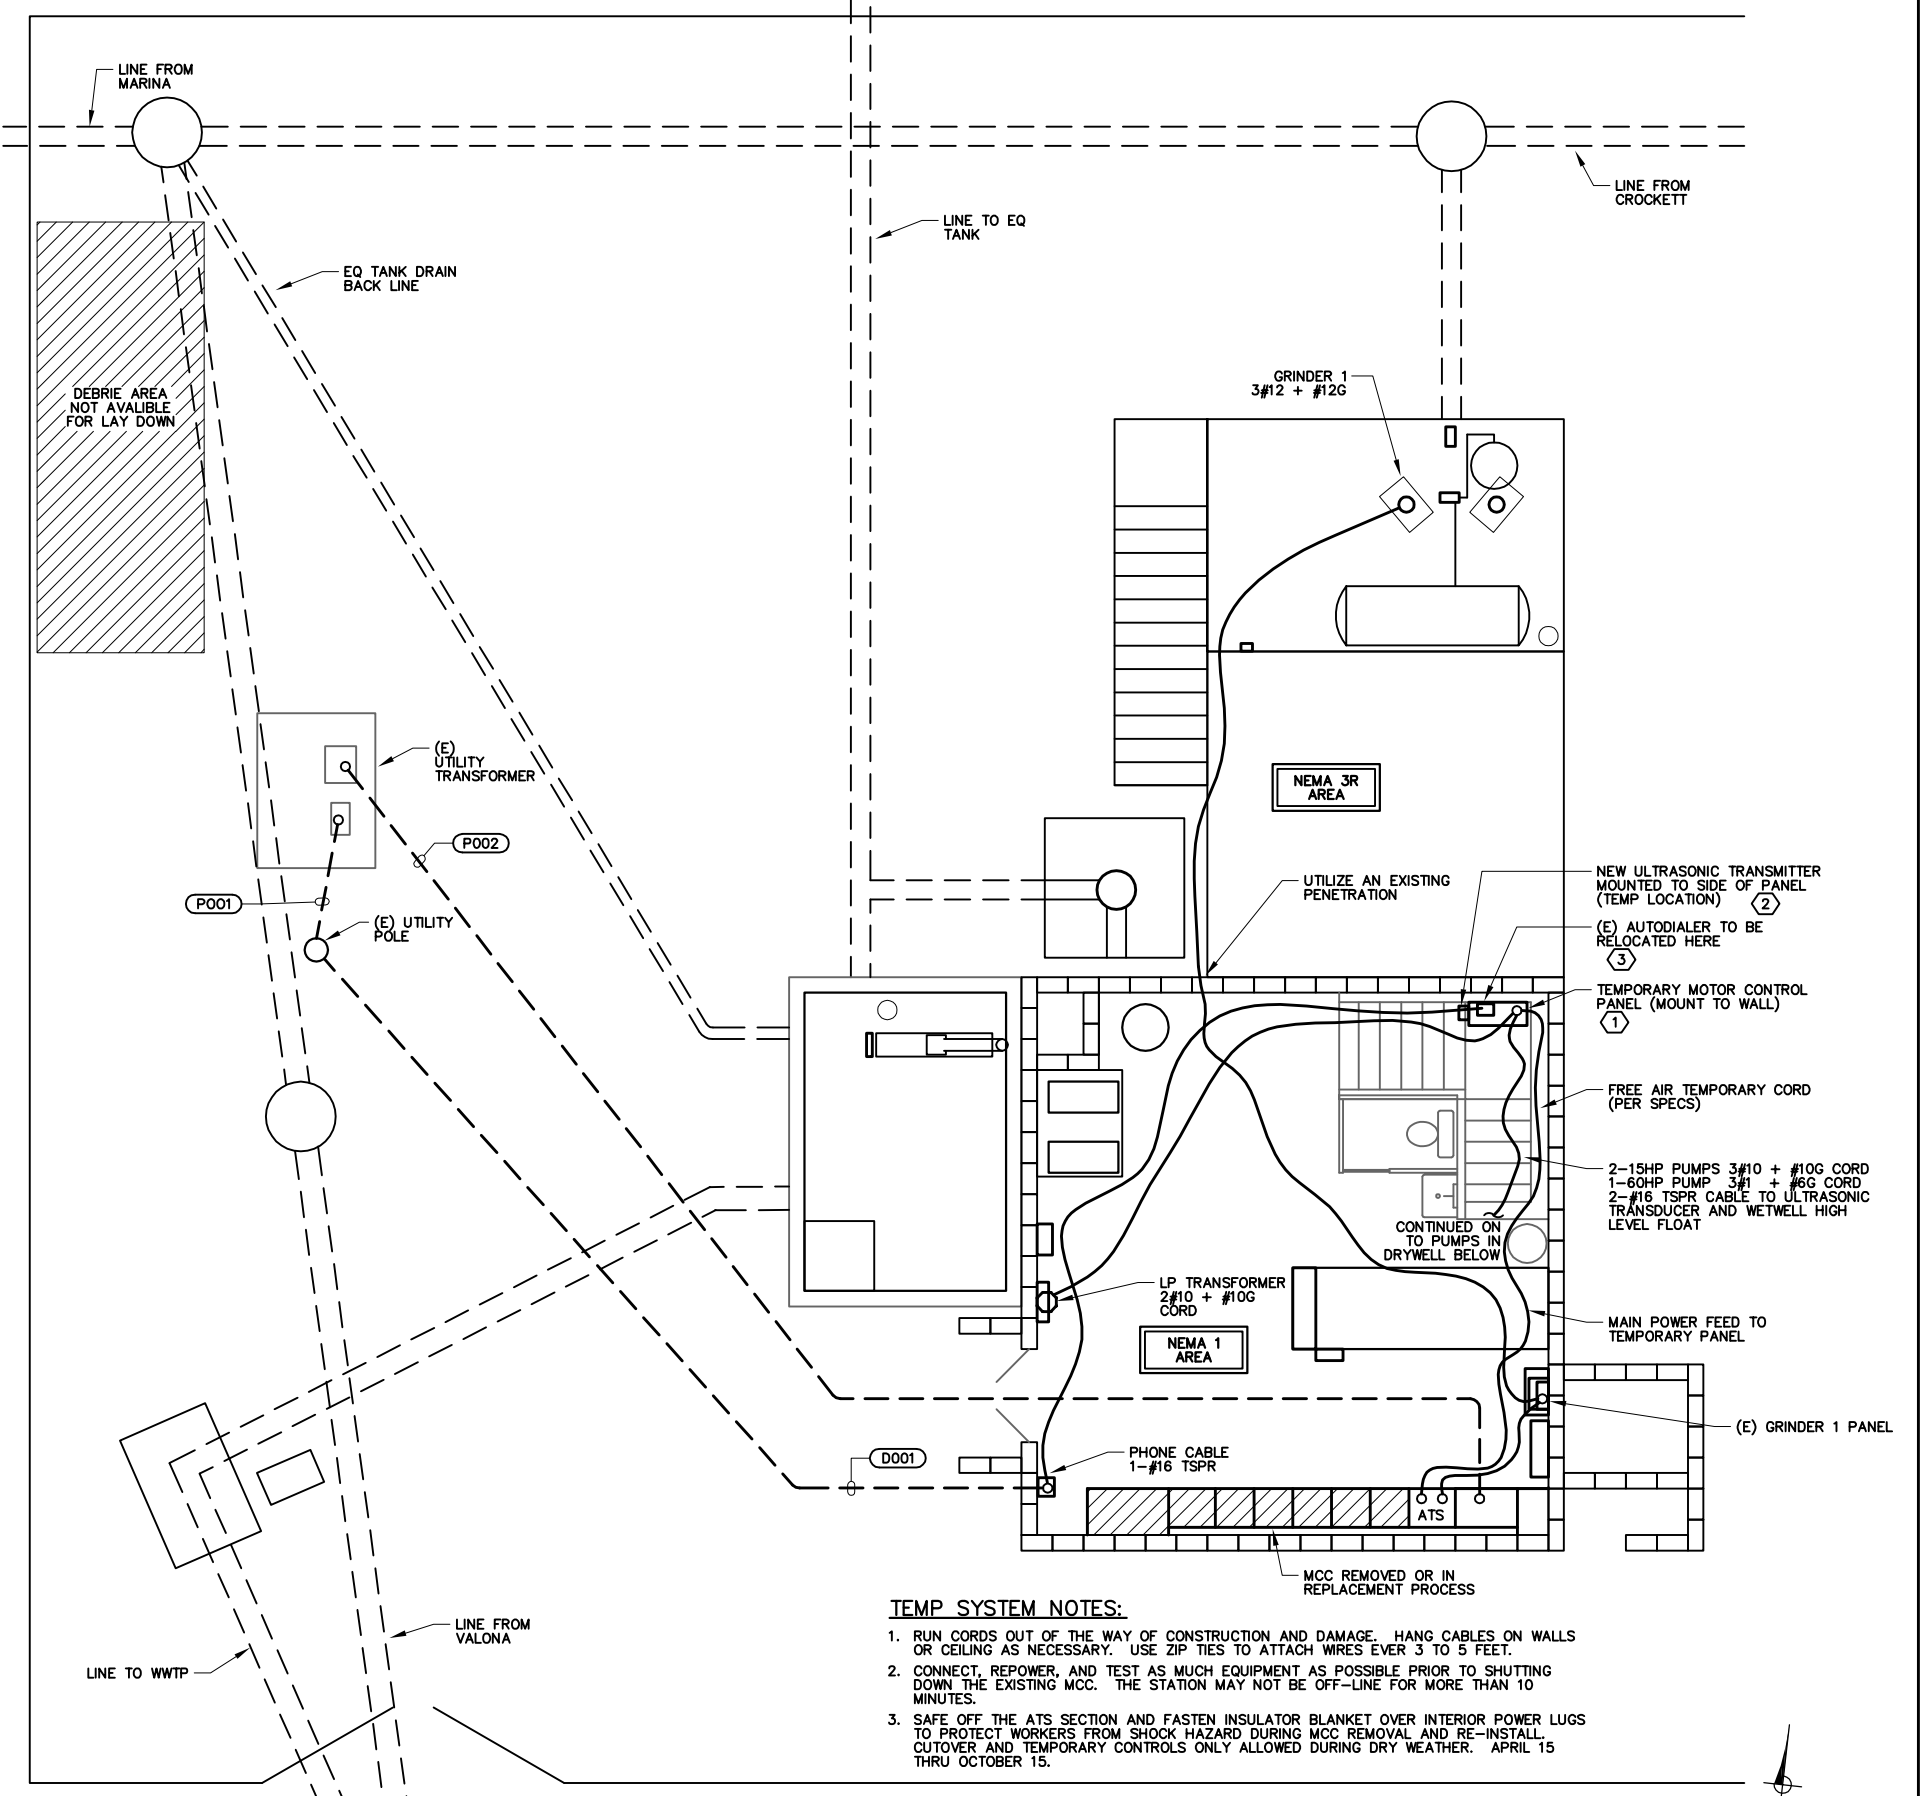 LINE FROM
MARINA
LINE FROM
CROCKETT
LINE TO EQ
TANK
EQ TANK DRAIN
BACK LINE
DEBRIE AREA
NOT AVALIBLE
FOR LAY DOWN
GRINDER 1
3#12 + #12G
(E)
UTILITY
TRANSFORMER
NEMA 3R
AREA
P002
P001
(E) UTILITY
POLE
UTILIZE AN EXISTING
PENETRATION
NEW ULTRASONIC TRANSMITTER
MOUNTED TO SIDE OF PANEL
(TEMP LOCATION)
2
(E) AUTODIALER TO BE
RELOCATED HERE
3
TEMPORARY MOTOR CONTROL
PANEL (MOUNT TO WALL)
1
FREE AIR TEMPORARY CORD
(PER SPECS)
2-15HP PUMPS 3#10 + #10G CORD
1-60HP PUMP 3#1 + #6G CORD
2-#16 TSPR CABLE TO ULTRASONIC
TRANSDUCER AND WETWELL HIGH
LEVEL FLOAT
CONTINUED ON
TO PUMPS IN
DRYWELL BELOW
LP TRANSFORMER
2#10 + #10G
CORD
MAIN POWER FEED TO
TEMPORARY PANEL
NEMA 1
AREA
(E) GRINDER 1 PANEL
PHONE CABLE
1-#16 TSPR
D001
ATS
MCC REMOVED OR IN
REPLACEMENT PROCESS
LINE FROM
VALONA
LINE TO WWTP
TEMP SYSTEM NOTES:
1. RUN CORDS OUT OF THE WAY OF CONSTRUCTION AND DAMAGE. HANG CABLES ON WALLS
OR CEILING AS NECESSARY. USE ZIP TIES TO ATTACH WIRES EVER 3 TO 5 FEET.
2. CONNECT, REPOWER, AND TEST AS MUCH EQUIPMENT AS POSSIBLE PRIOR TO SHUTTING
DOWN THE EXISTING MCC. THE STATION MAY NOT BE OFF-LINE FOR MORE THAN 10
MINUTES.
3. SAFE OFF THE ATS SECTION AND FASTEN INSULATOR BLANKET OVER INTERIOR POWER LUGS
TO PROTECT WORKERS FROM SHOCK HAZARD DURING MCC REMOVAL AND RE-INSTALL.
CUTOVER AND TEMPORARY CONTROLS ONLY ALLOWED DURING DRY WEATHER. APRIL 15
THRU OCTOBER 15.